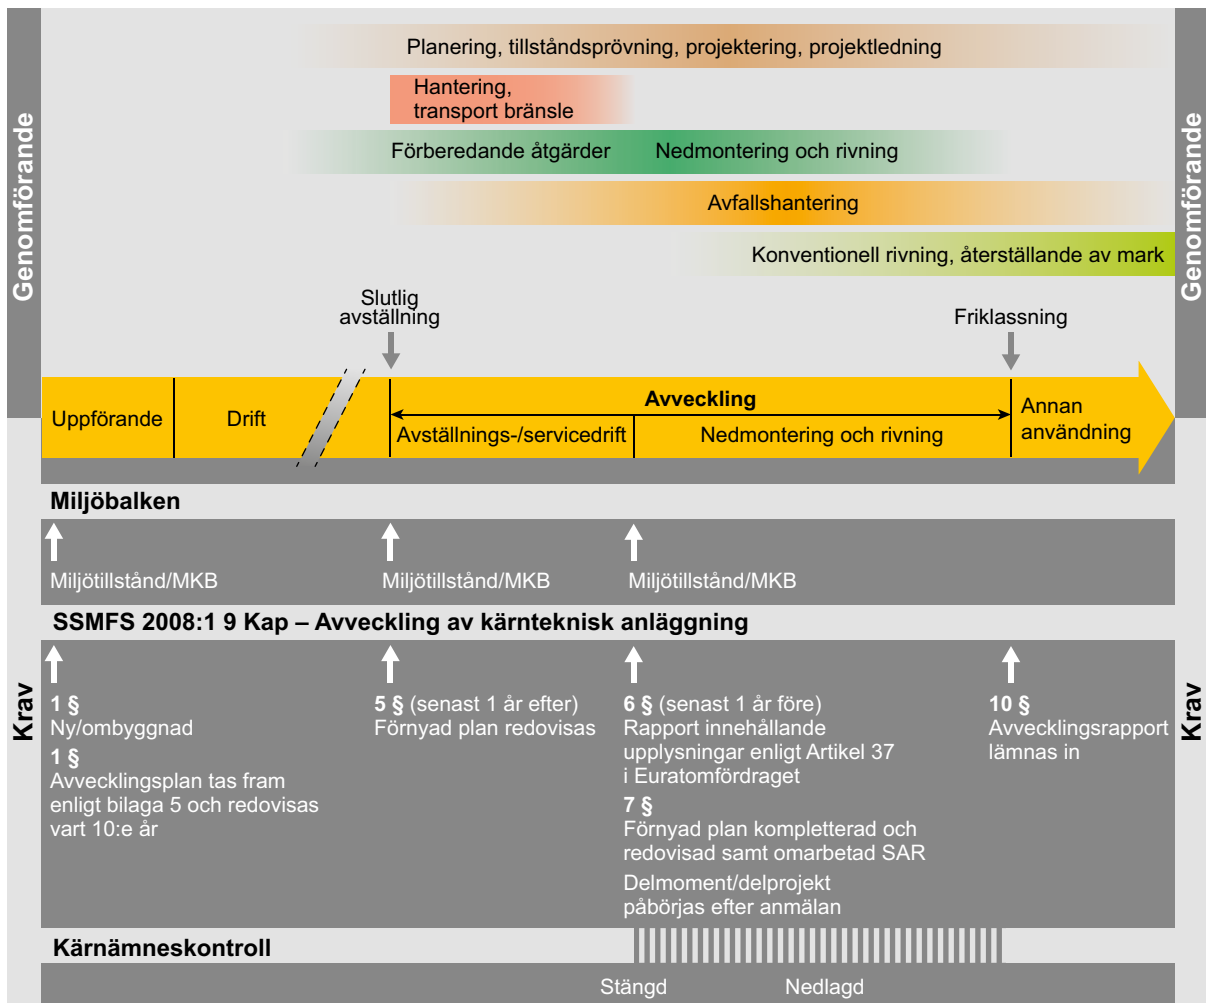 Genomförande
Genomförande
Planering, tillståndsprövning, projektering, projektledning
Hantering,
transport bränsle
Förberedande åtgärder
Nedmontering och rivning
Avfallshantering
Konventionell rivning, återställande av mark
Slutlig
avställning
Friklassning
Uppförande
Drift
Avveckling
Avställnings-/servicedrift
Nedmontering och rivning
Annan
användning
Krav
Krav
Miljöbalken
Miljötillstånd/MKB
Miljötillstånd/MKB
Miljötillstånd/MKB
SSMFS 2008:1 9 Kap – Avveckling av kärnteknisk anläggning
1 §
Ny/ombyggnad
1 §
Avvecklingsplan tas fram
enligt bilaga 5 och redovisas
vart 10:e år
5 § (senast 1 år efter)
Förnyad plan redovisas
6 § (senast 1 år före)
Rapport innehållande
upplysningar enligt Artikel 37
i Euratomfördraget
7 §
Förnyad plan kompletterad och
redovisad samt omarbetad SAR
Delmoment/delprojekt
påbörjas efter anmälan
10 §
Avvecklingsrapport
lämnas in
Kärnämneskontroll
Stängd
Nedlagd